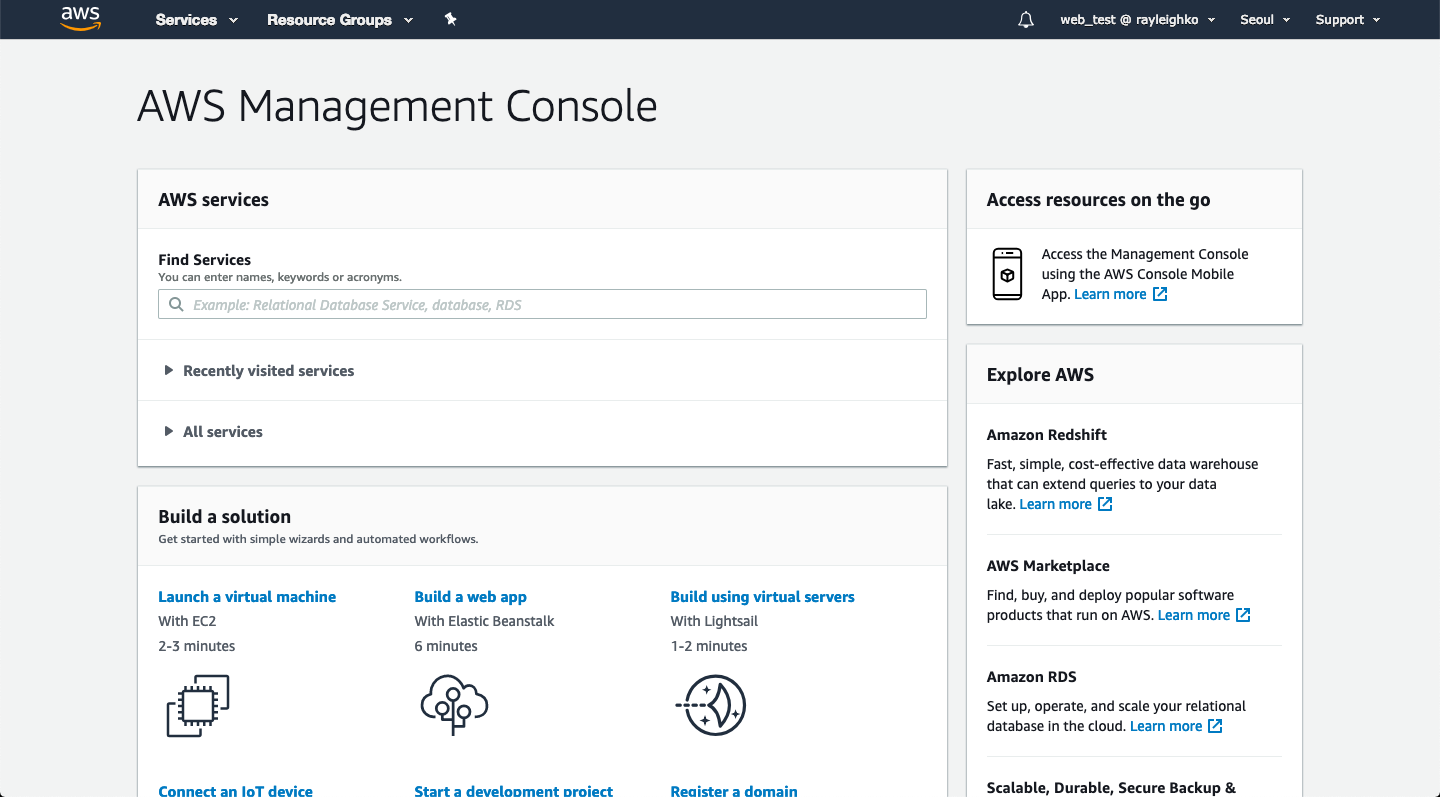 aws
Services
Resource Groups
web_test @ rayleighko
Seoul
Support
AWS Management Console
AWS services
Find Services
You can enter names, keywords or acronyms.
Example: Relational Database Service, database, RDS
Recently visited services
All services
Build a solution
Get started with simple wizards and automated workflows.
Launch a virtual machine
With EC2
2-3 minutes
Build a web app
With Elastic Beanstalk
6 minutes
Build using virtual servers
With Lightsail
1-2 minutes
Connect an IoT device
Start a development project
Register a domain
Access resources on the go
Access the Management Console
using the AWS Console Mobile
App. Learn more
Explore AWS
Amazon Redshift
Fast, simple, cost-effective data warehouse
that can extend queries to your data
lake. Learn more
AWS Marketplace
Find, buy, and deploy popular software
products that run on AWS. Learn more
Amazon RDS
Set up, operate, and scale your relational
database in the cloud. Learn more
Scalable, Durable, Secure Backup &